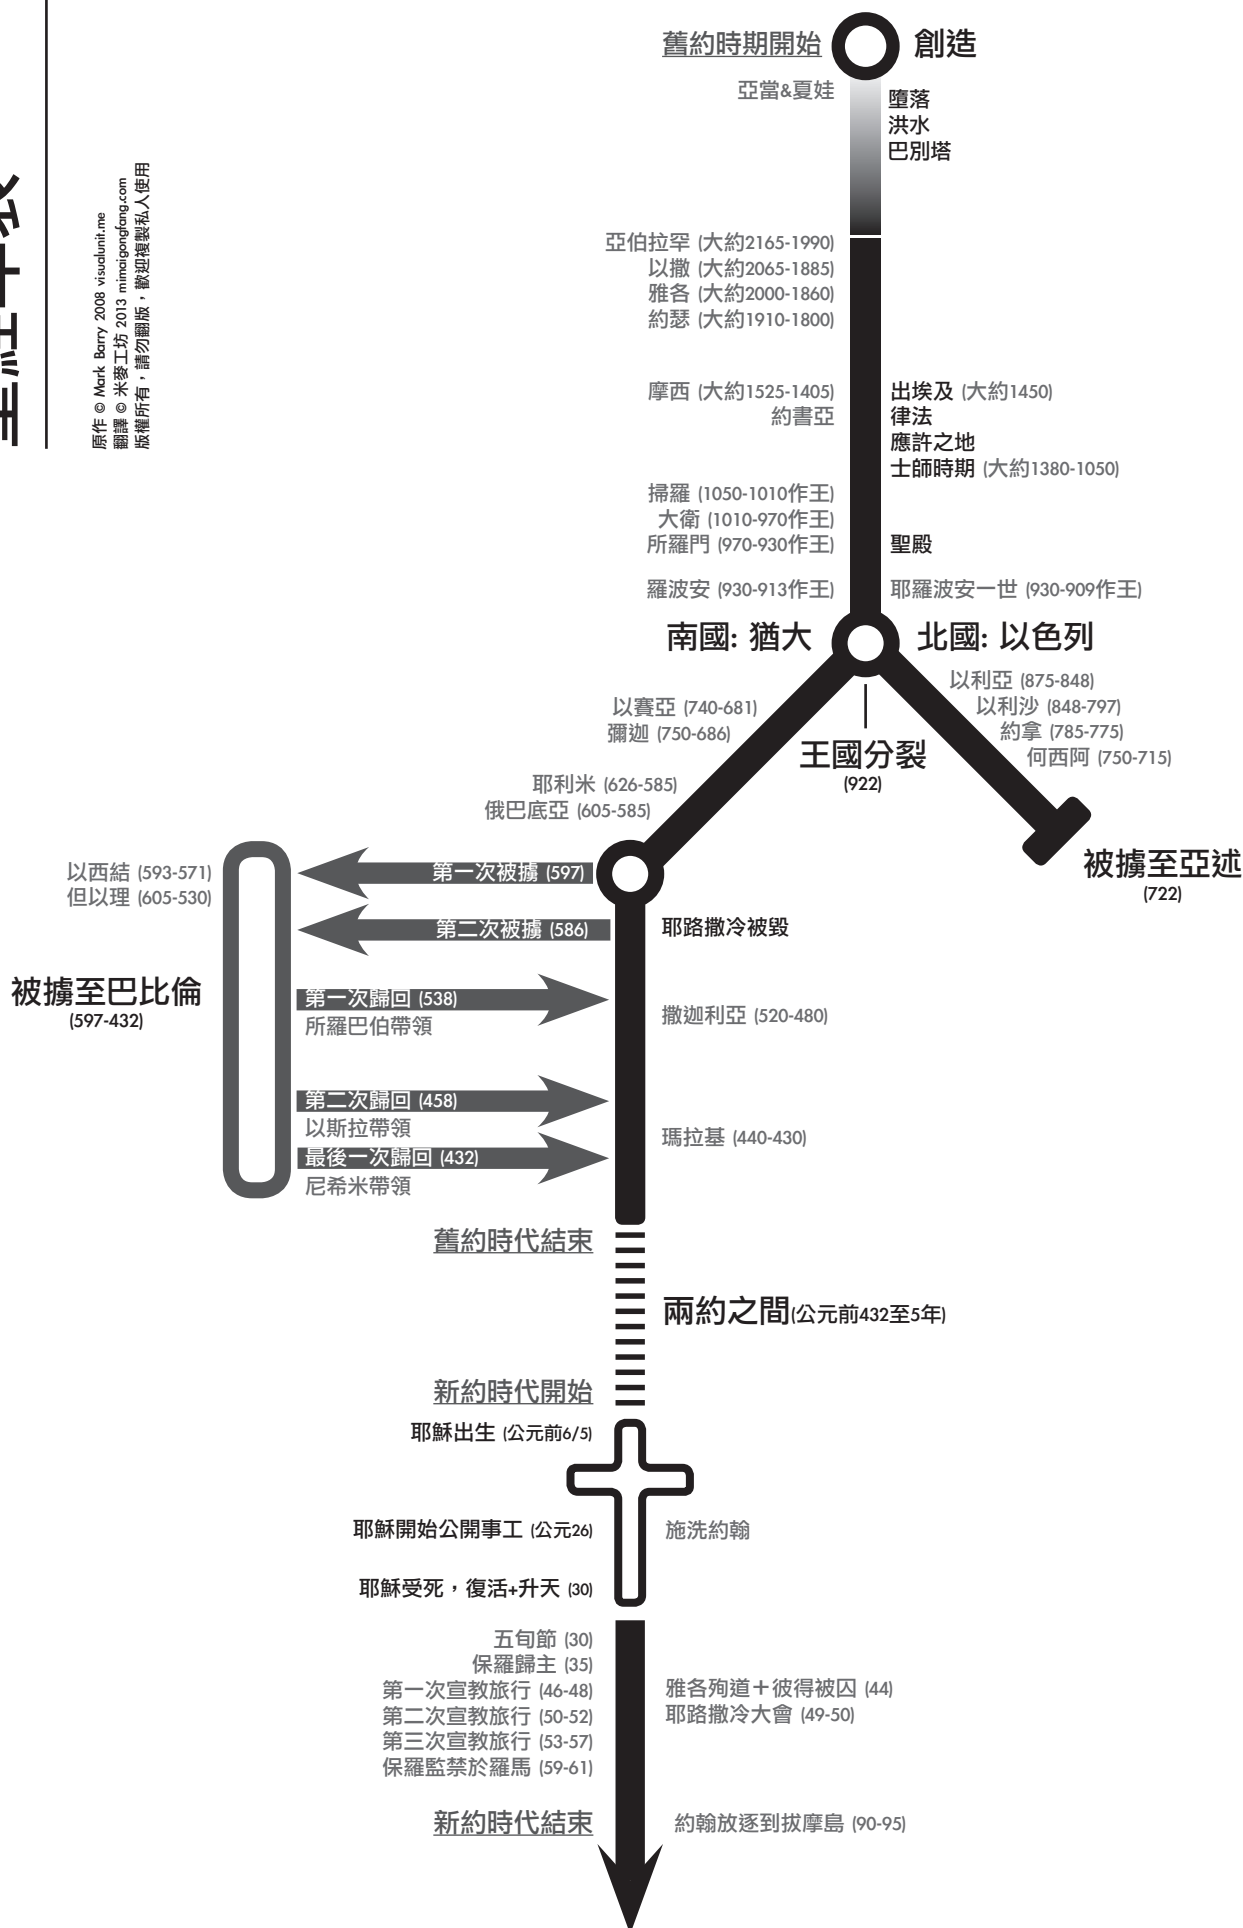 舊約時期開始
創造
亞當&夏娃
墮落
洪水
巴別塔
原作 © Mark Barry 2008 visualunit.me
翻譯 © 米麥工坊 2013 mimaigongfang.com
版權所有，請勿翻版，歡迎複製私人使用
亞伯拉罕 (大約2165-1990)
以撒 (大約2065-1885)
雅各 (大約2000-1860)
約瑟 (大約1910-1800)
摩西 (大約1525-1405)
約書亞
出埃及 (大約1450)
律法
應許之地
士師時期 (大約1380-1050)
掃羅 (1050-1010作王)
大衛 (1010-970作王)
所羅門 (970-930作王)
聖殿
羅波安 (930-913作王)
耶羅波安一世 (930-909作王)
南國: 猶大
北國: 以色列
以利亞 (875-848)
以利沙 (848-797)
約拿 (785-775)
何西阿 (750-715)
以賽亞 (740-681)
彌迦 (750-686)
王國分裂
(922)
耶利米 (626-585)
俄巴底亞 (605-585)
被擄至亞述
(722)
以西結 (593-571)
但以理 (605-530)
第一次被擄 (597)
第二次被擄 (586)
耶路撒冷被毀
被擄至巴比倫
(597-432)
第一次歸回 (538)
所羅巴伯帶領
撒迦利亞 (520-480)
第二次歸回 (458)
以斯拉帶領
瑪拉基 (440-430)
最後一次歸回 (432)
尼希米帶領
舊約時代結束
兩約之間(公元前432至5年)
新約時代開始
耶穌出生 (公元前6/5)
耶穌開始公開事工 (公元26)
施洗約翰
耶穌受死，復活+升天 (30)
五旬節 (30)
保羅歸主 (35)
第一次宣教旅行 (46-48)
第二次宣教旅行 (50-52)
第三次宣教旅行 (53-57)
保羅監禁於羅馬 (59-61)
雅各殉道＋彼得被囚 (44)
耶路撒冷大會 (49-50)
新約時代結束
約翰放逐到拔摩島 (90-95)